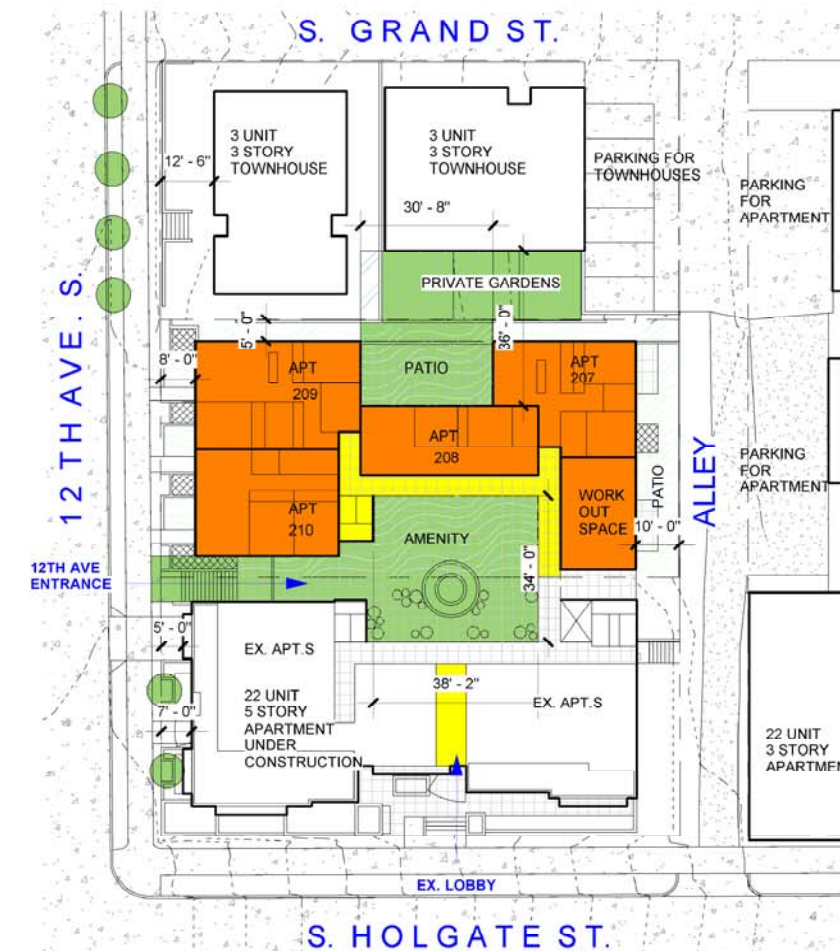 S. GRAND ST.
3 UNIT
3 STORY
TOWNHOUSE
3 UNIT
3 STORY
TOWNHOUSE
12' - 6"
PARKING FOR
TOWNHOUSES
PARKING
FOR
APARTMENT
30' - 8"
PRIVATE GARDENS
12 TH AVE. S.
5' - 0"
36' - 0"
8' - 0"
APT
209
PATIO
APT
207
APT
208
PARKING
FOR
APARTMENT
ALLEY
PATIO
WORK
OUT
SPACE
APT
210
10' - 0"
AMENITY
12TH AVE
ENTRANCE
34' - 0"
5' - 0"
EX. APT.S
7' - 0"
22 UNIT
5 STORY
APARTMENT
UNDER
CONSTRUCTION
38' - 2"
EX. APT.S
22 UNIT
3 STORY
APARTMEN
EX. LOBBY
S. HOLGATE ST.